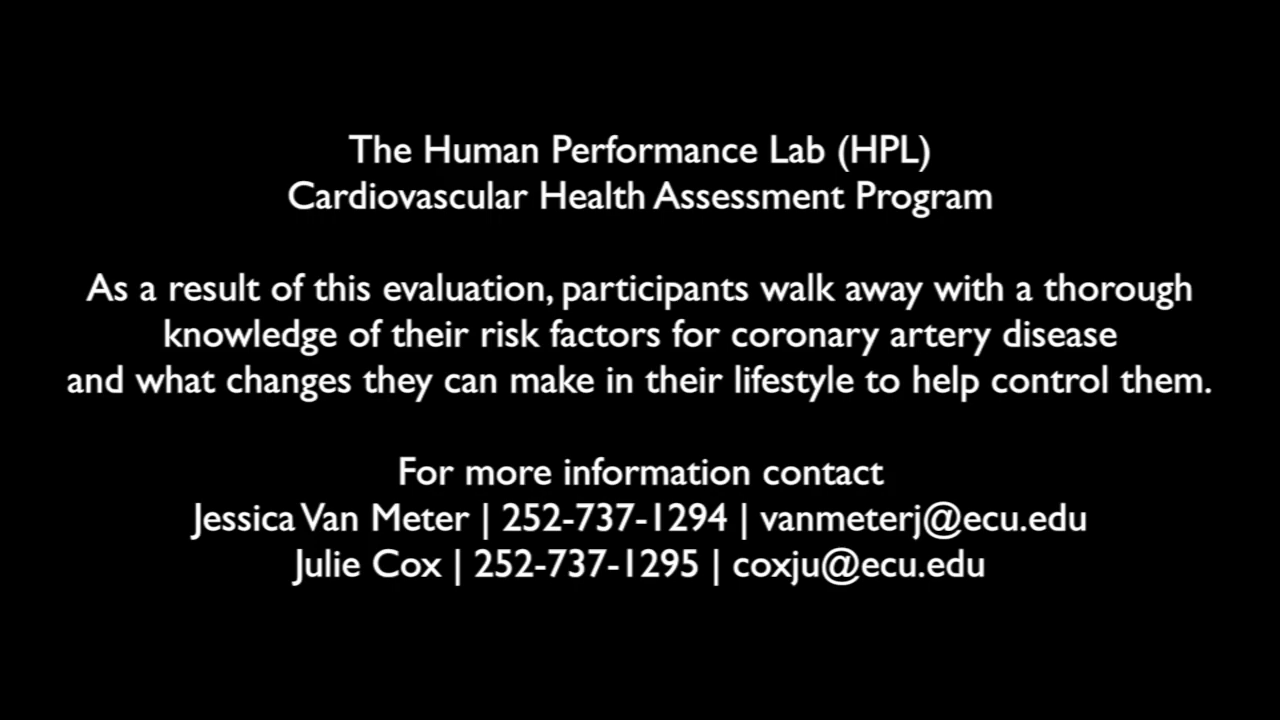 The Human Performance Lab (HPL)
Cardiovascular Health Assessment Program
As a result of this evaluation, participants walk away with a thorough
knowledge of their risk factors for coronary artery disease
and what changes they can make in their lifestyle to help control them.
For more information contact
Jessica Van Meter | 252-737-1294 | vanmeterj@ecu.edu
Julie Cox | 252-737-1295 | coxju@ecu.edu